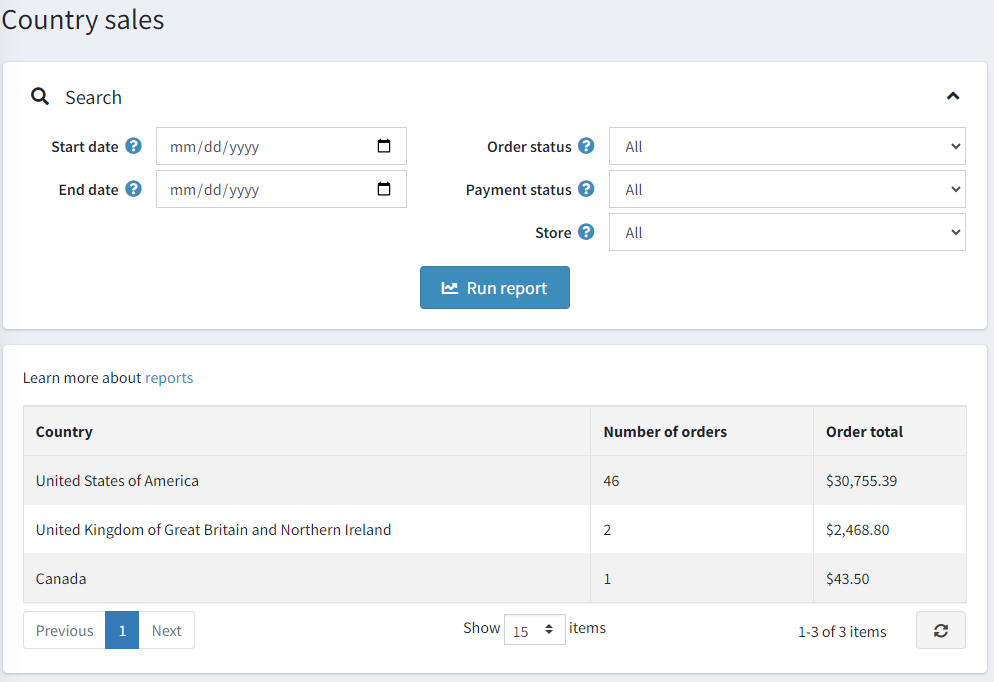 Country sales
Search
Start date ? mm/dd/yyyy Order status ? All
End date ? mm/dd/yyyy Payment status ? All
Store ? All
Run report
Learn more about reports
Country Number of orders Order total
United States of America 46 $30,755.39
United Kingdom of Great Britain and Northern Ireland 2 $2,468.80
Canada 1 $43.50
Previous 1 Next Show 15 items 1-3 of 3 items